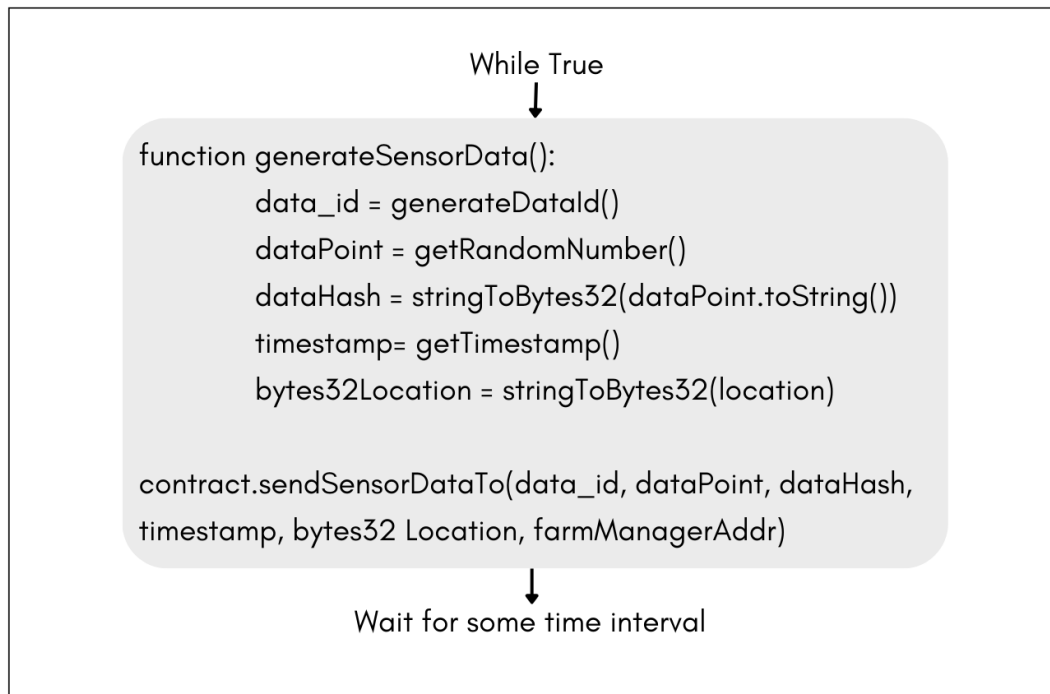 While True
function generateSensorData():
data_id = generateDataId()
dataPoint = getRandomNumber()
dataHash = stringToBytes32(dataPoint.toString())
timestamp= getTimestamp()
bytes32Location = stringToBytes32(location)
contract.sendSensorDataTo(data_id, dataPoint, dataHash,
timestamp, bytes32 Location, farmManagerAddr)
Wait for some time interval